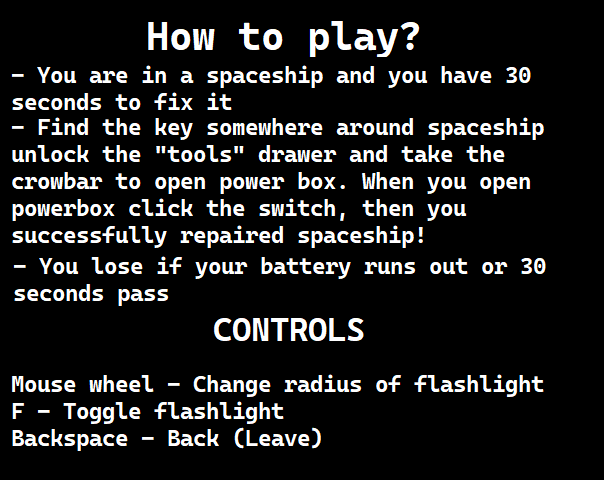 How to play?
- You are in a spaceship and you have 30
seconds to fix it
- Find the key somewhere around spaceship
unlock the "tools" drawer and take the
crowbar to open power box. When you open
powerbox click the switch, then you
successfully repaired spaceship!
- You lose if your battery runs out or 30
seconds pass
CONTROLS
Mouse wheel - Change radius of flashlight
F - Toggle flashlight
Backspace - Back (Leave)